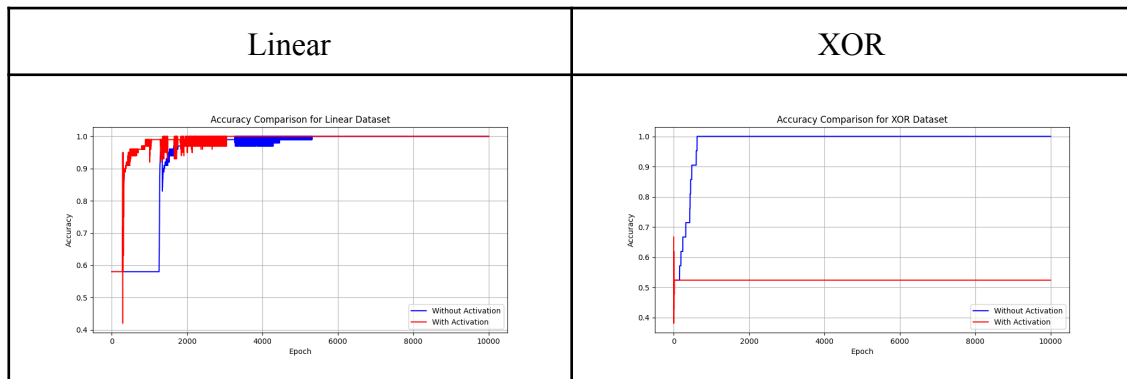 Linear
XOR
Accuracy Comparison for Linear Dataset
1.0
0.9
0.8
0.7
0.6
0.5
0.4
Accuracy
0
2000
4000
6000
8000
10000
Epoch
Without Activation
With Activation
Accuracy Comparison for XOR Dataset
1.0
0.9
0.8
0.7
0.6
0.5
0.4
Accuracy
0
2000
4000
6000
8000
10000
Epoch
Without Activation
With Activation